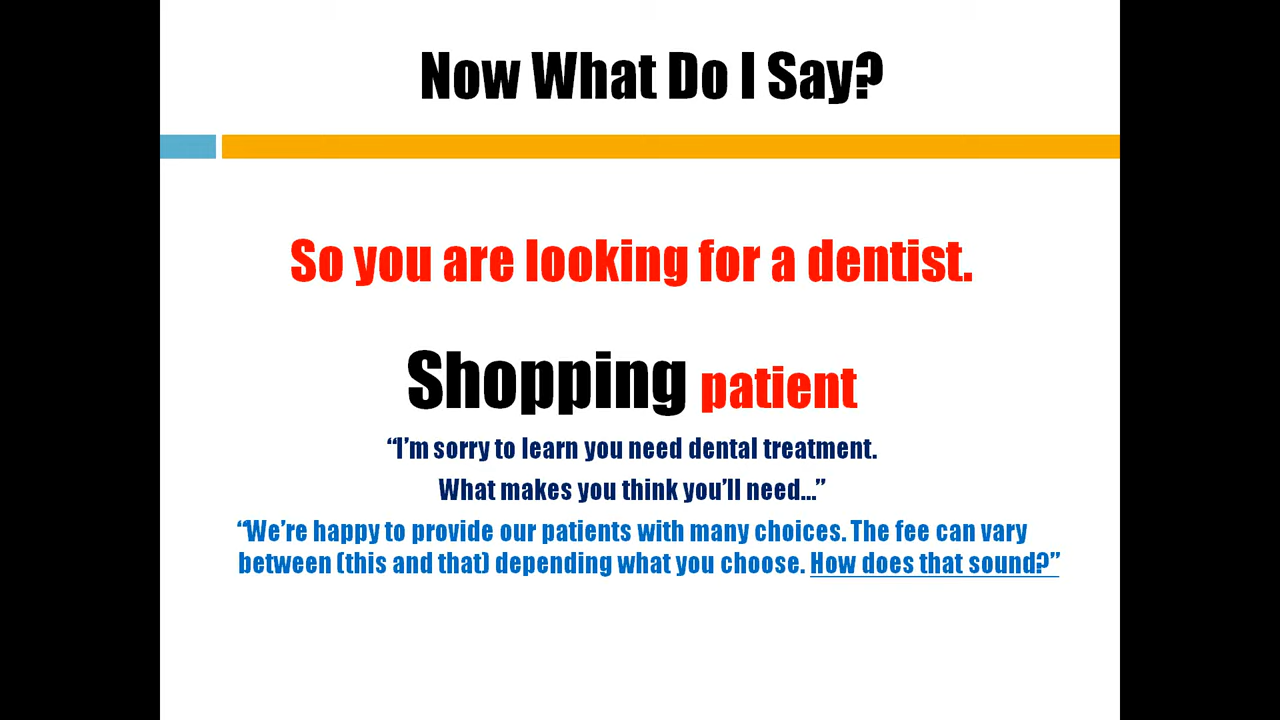 Now What Do I Say?
So you are looking for a dentist.
Shopping patient
“I’m sorry to learn you need dental treatment.
What makes you think you’ll need...”
“We’re happy to provide our patients with many choices. The fee can vary
between (this and that) depending what you choose. How does that sound?”